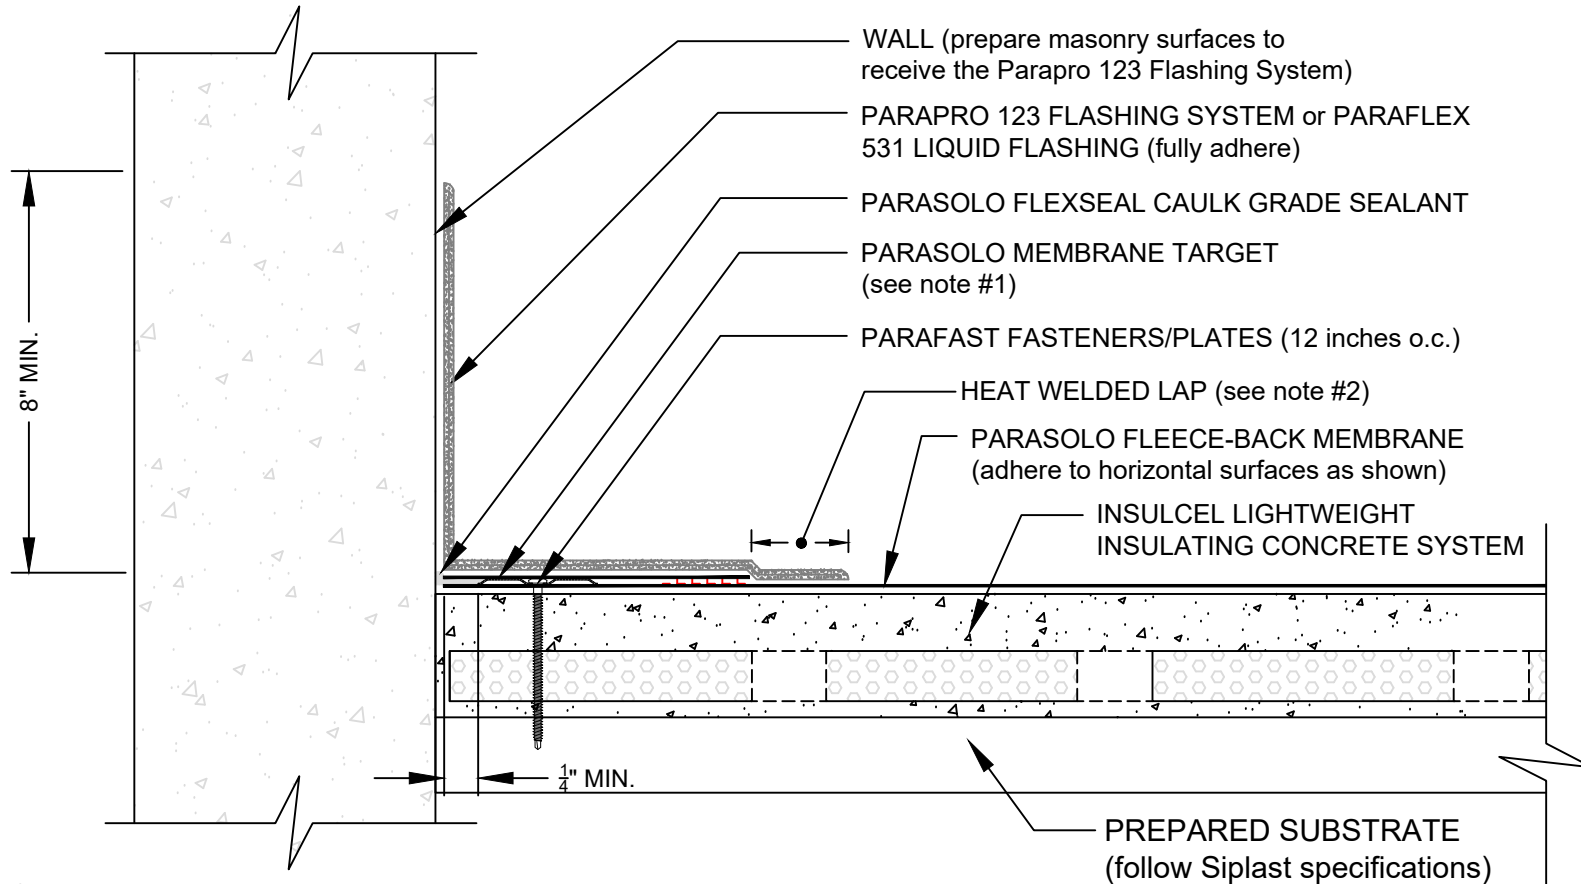 WALL (prepare masonry surfaces to
receive the Parapro 123 Flashing System)
PARAPRO 123 FLASHING SYSTEM or PARAFLEX
531 LIQUID FLASHING (fully adhere)
PARASOLO FLEXSEAL CAULK GRADE SEALANT
PARASOLO MEMBRANE TARGET
(see note #1)
PARAFAST FASTENERS/PLATES (12 inches o.c.)
HEAT WELDED LAP (see note #2)
PARASOLO FLEECE-BACK MEMBRANE
(adhere to horizontal surfaces as shown)
INSULCEL LIGHTWEIGHT
INSULATING CONCRETE SYSTEM
8" MIN.
1/4" MIN.
PREPARED SUBSTRATE
(follow Siplast specifications)